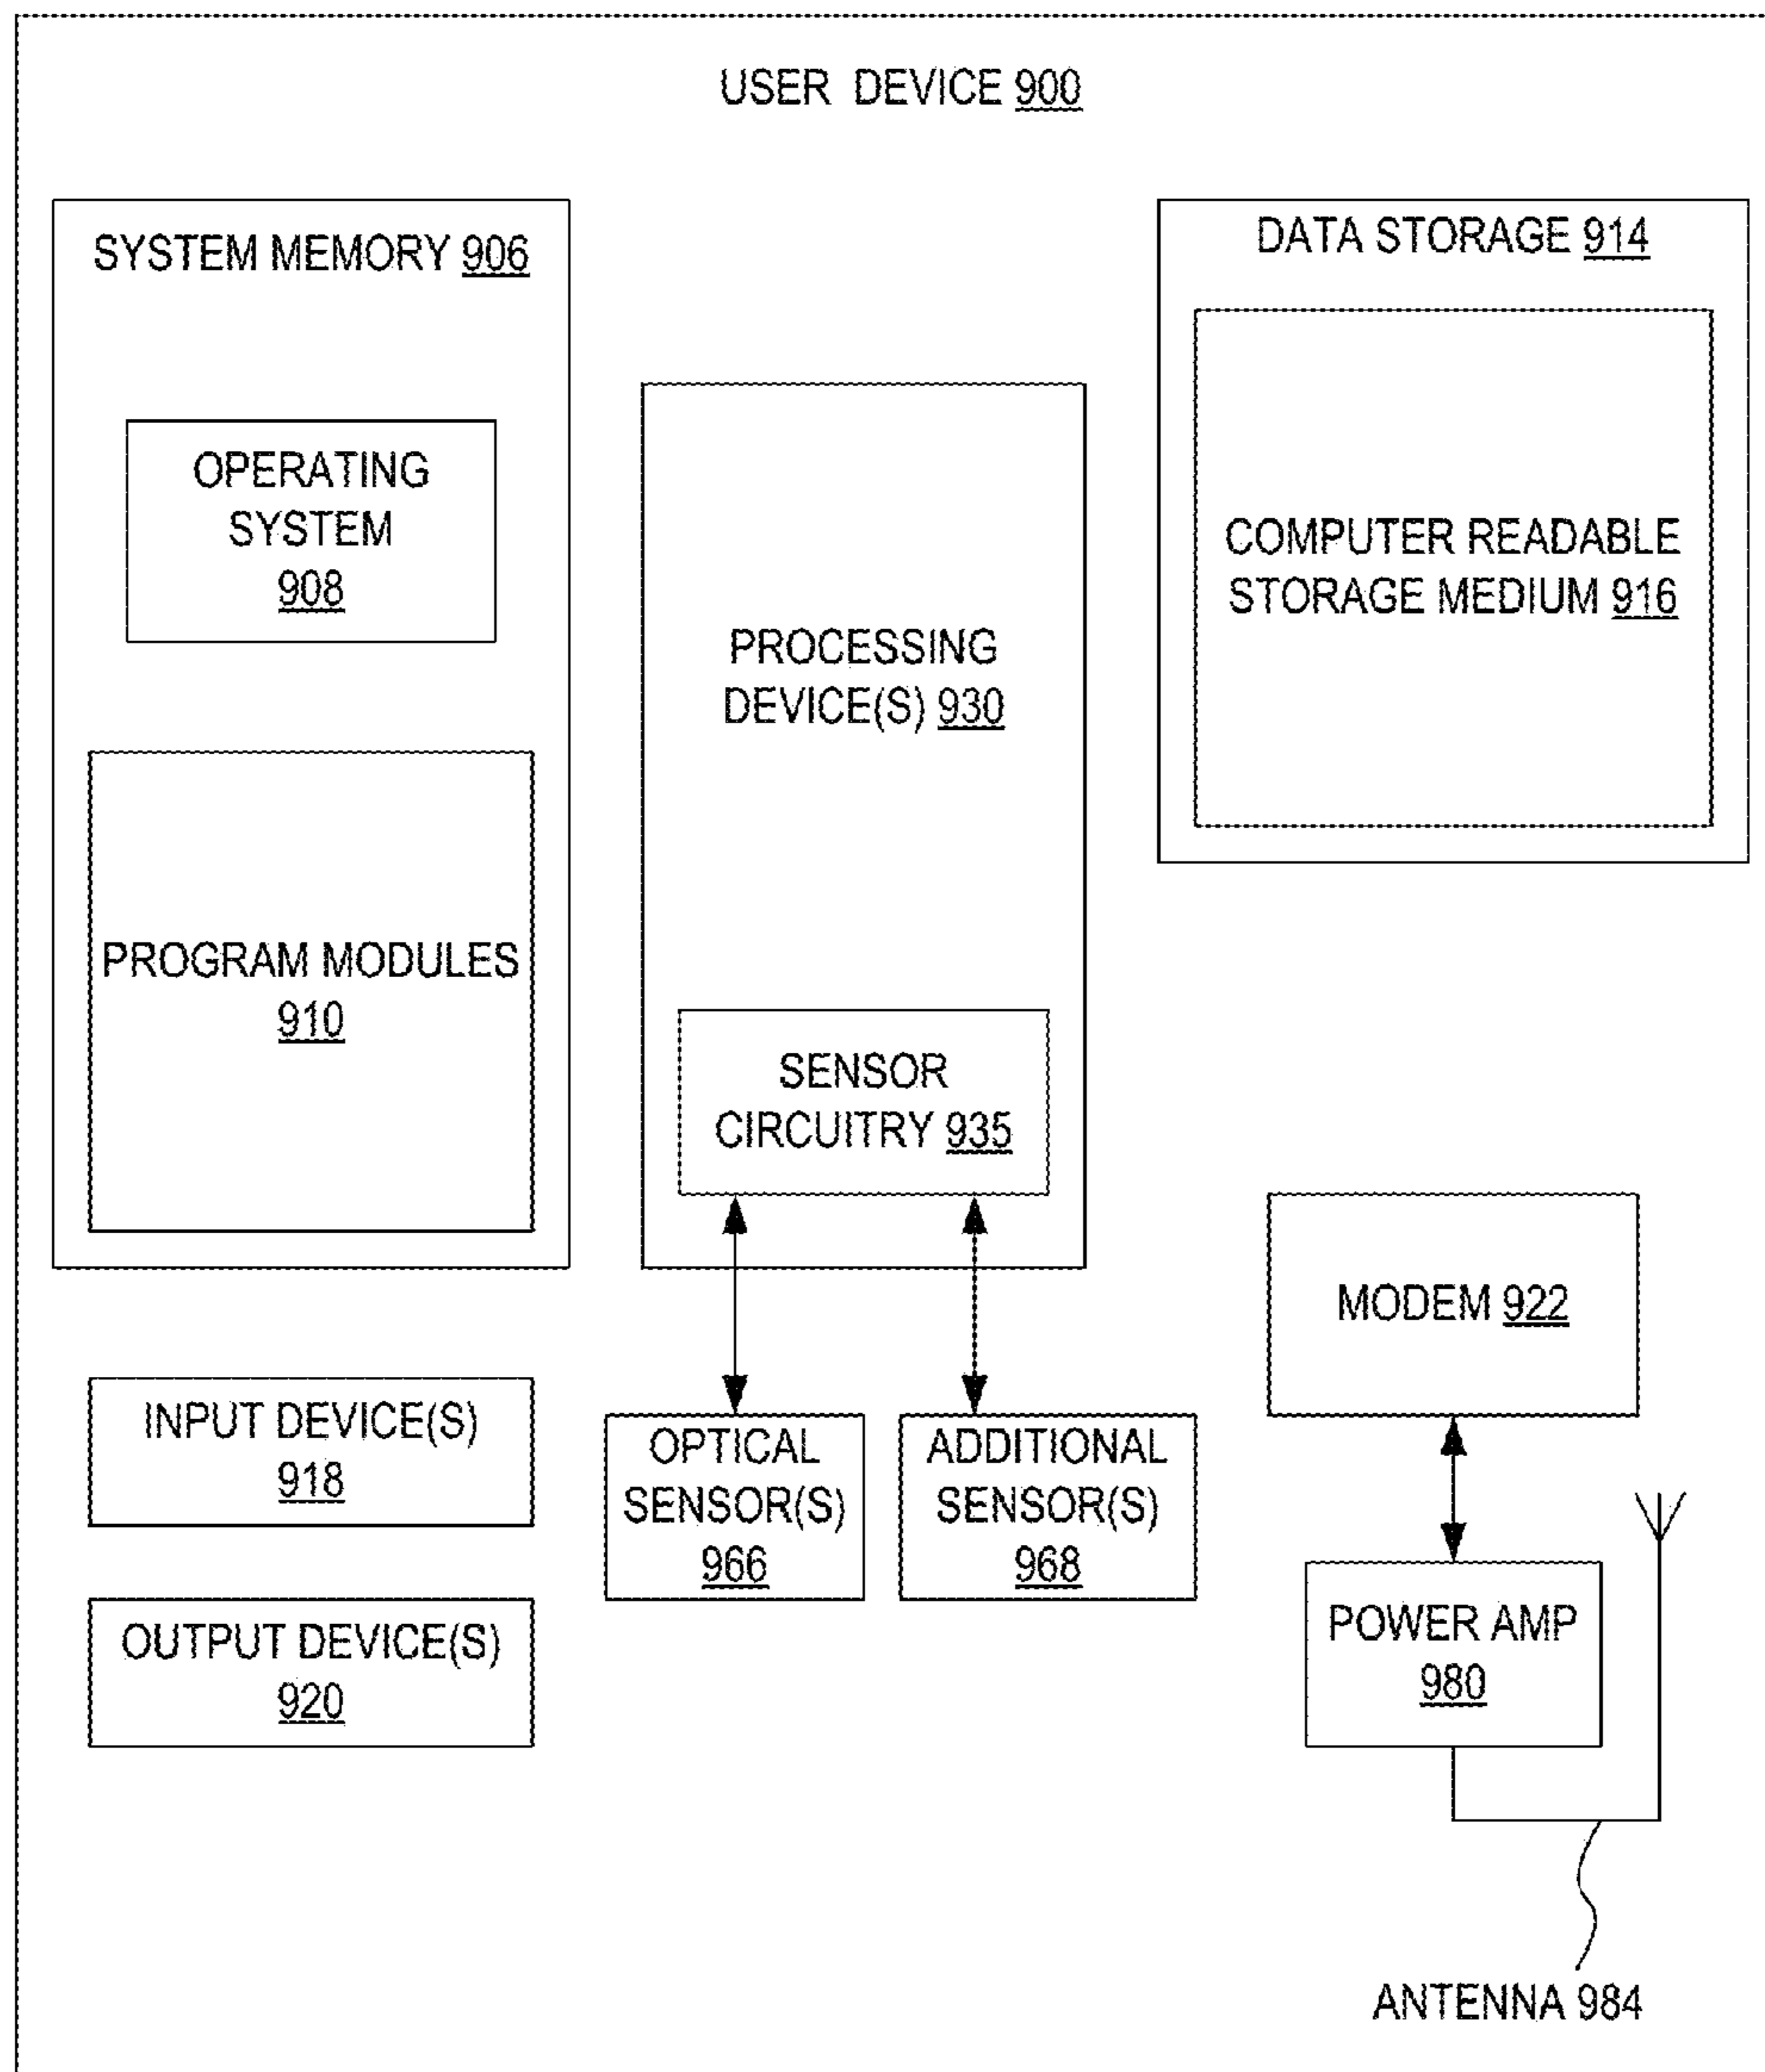 USER DEVICE 900
SYSTEM MEMORY 906
OPERATING
SYSTEM
908
PROGRAM MODULES
910
PROCESSING
DEVICE(S) 930
SENSOR
CIRCUITRY 935
DATA STORAGE 914
COMPUTER READABLE
STORAGE MEDIUM 916
INPUT DEVICE(S)
918
OUTPUT DEVICE(S)
920
OPTICAL
SENSOR(S)
966
ADDITIONAL
SENSOR(S)
968
MODEM 922
POWER AMP
980
ANTENNA 984